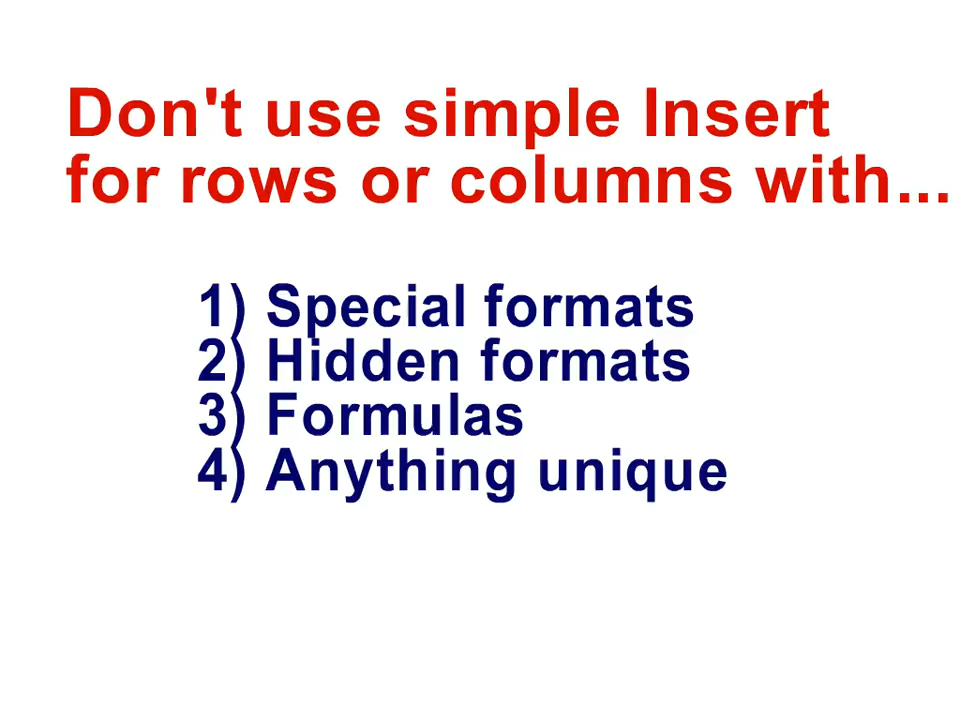 Don't use simple Insert
for rows or columns with...
1) Special formats
2) Hidden formats
3) Formulas
4) Anything unique